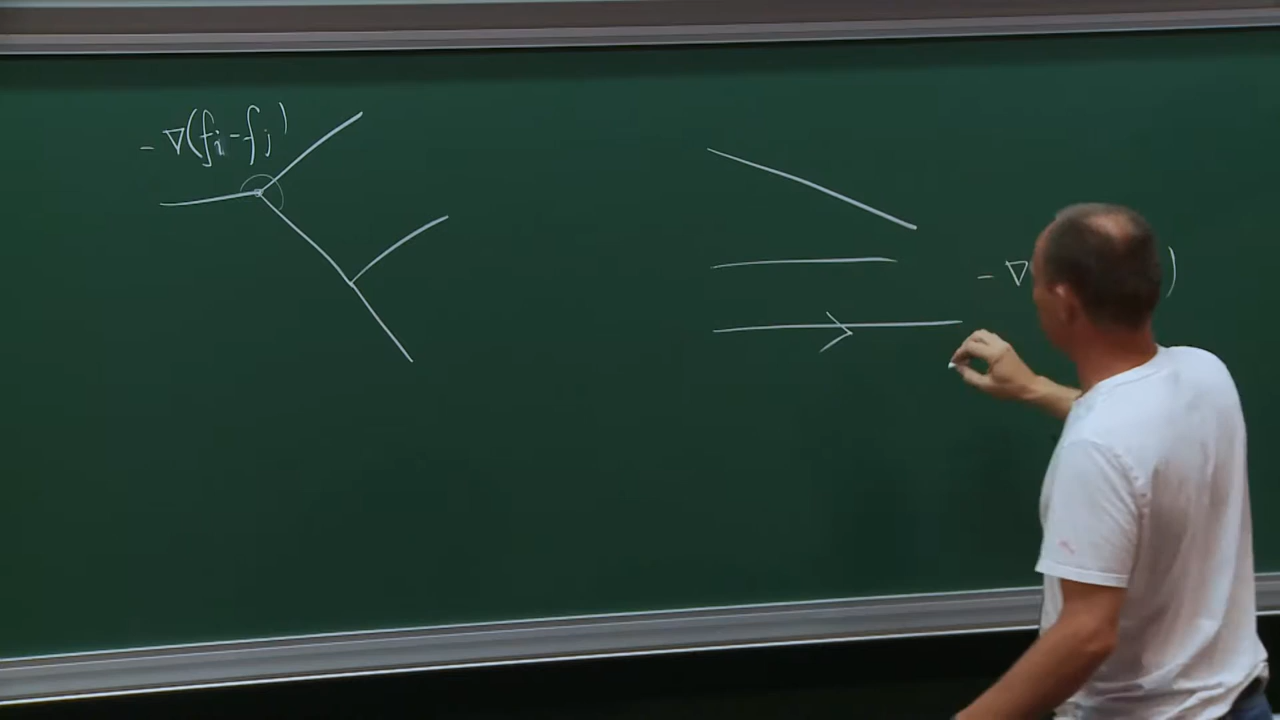 - ∇(f_i - f_j)
- ∇ )